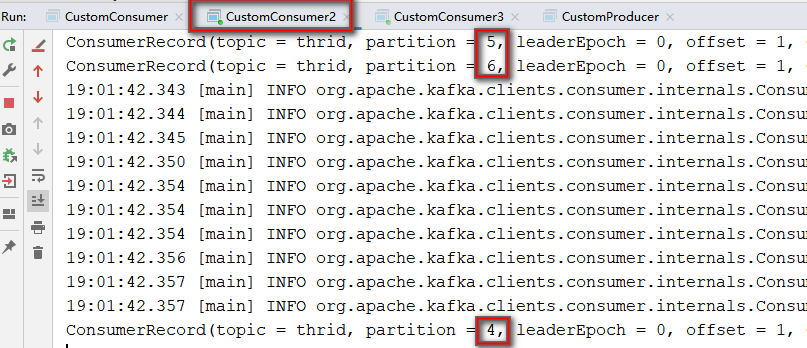 Run: CustomConsumer CustomConsumer2 CustomConsumer3 CustomProducer
ConsumerRecord(topic = thrid, partition = 5, leaderEpoch = 0, offset = 1,
ConsumerRecord(topic = thrid, partition = 6, leaderEpoch = 0, offset = 1,
19:01:42.343 [main] INFO org.apache.kafka.clients.consumer.internals.Consu
19:01:42.344 [main] INFO org.apache.kafka.clients.consumer.internals.Consu
19:01:42.345 [main] INFO org.apache.kafka.clients.consumer.internals.Consu
19:01:42.350 [main] INFO org.apache.kafka.clients.consumer.internals.Consu
19:01:42.354 [main] INFO org.apache.kafka.clients.consumer.internals.Consu
19:01:42.354 [main] INFO org.apache.kafka.clients.consumer.internals.Consu
19:01:42.354 [main] INFO org.apache.kafka.clients.consumer.internals.Consu
19:01:42.356 [main] INFO org.apache.kafka.clients.consumer.internals.Consu
19:01:42.357 [main] INFO org.apache.kafka.clients.consumer.internals.Consu
19:01:42.357 [main] INFO org.apache.kafka.clients.consumer.internals.Consu
ConsumerRecord(topic = thrid, partition = 4, leaderEpoch = 0, offset = 1,